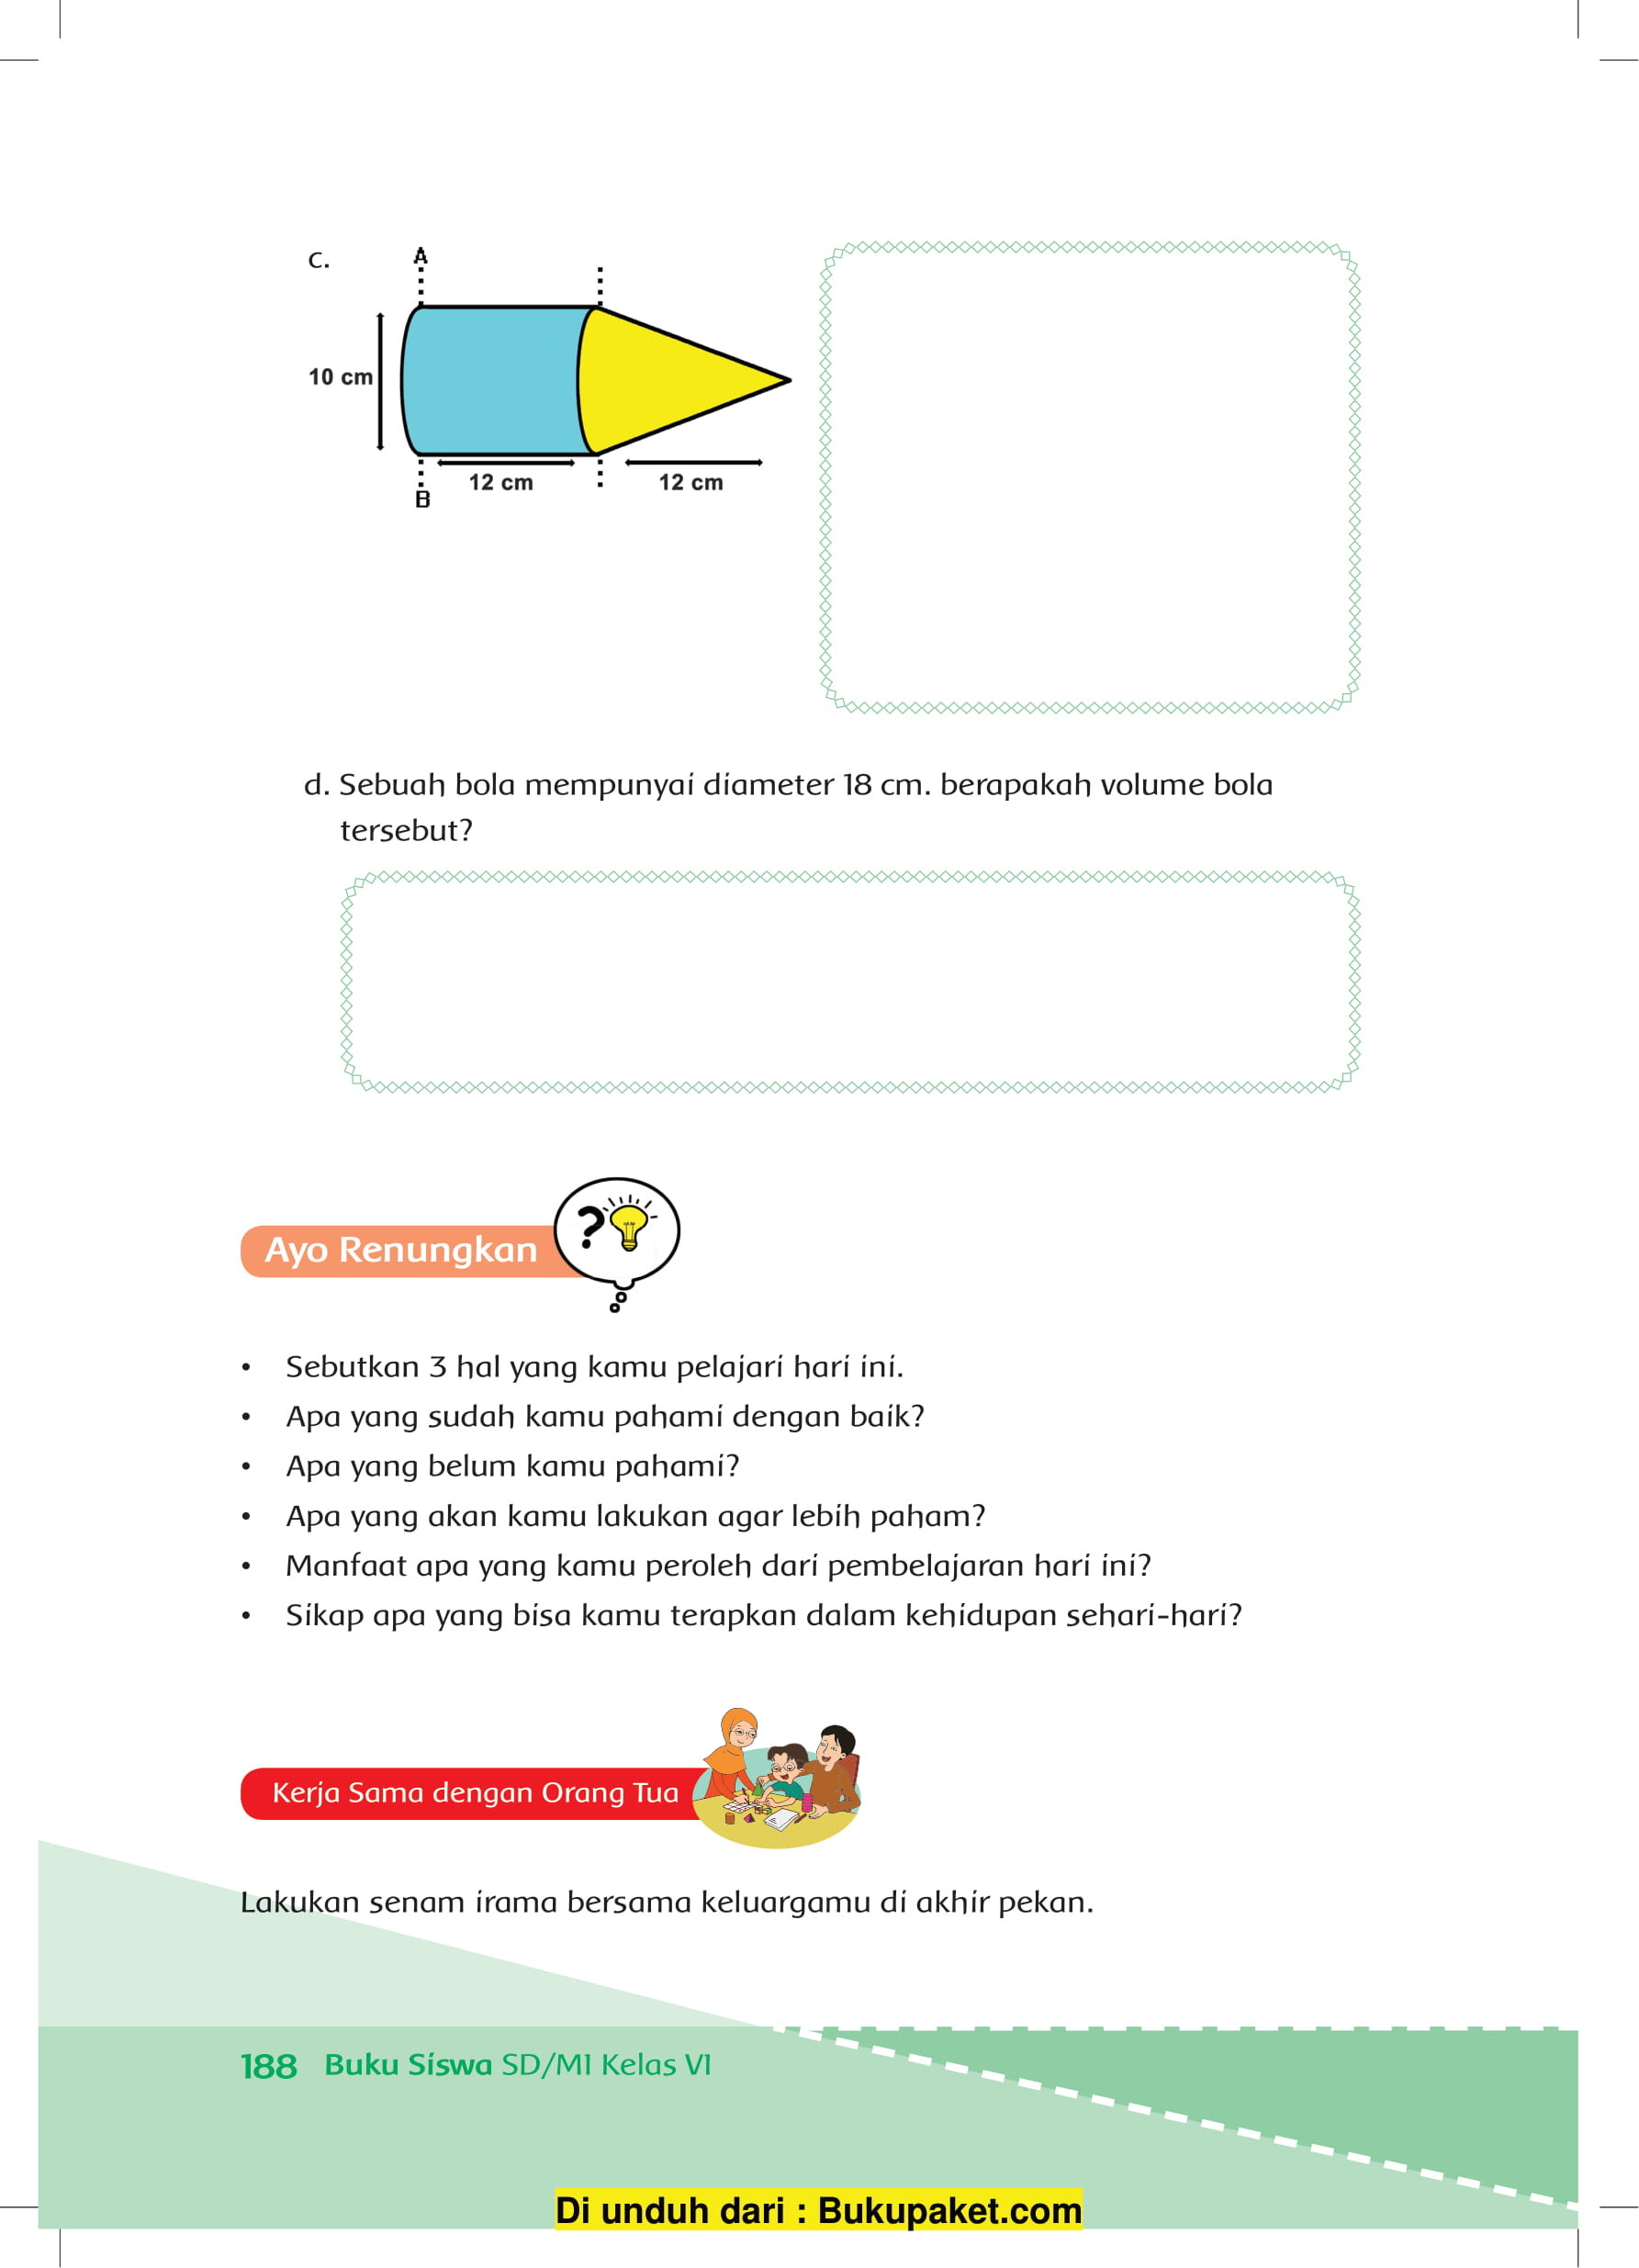 c.
A
10 cm
12 cm
12 cm
B
d. Sebuah bola mempunyai diameter 18 cm. berapakah volume bola
tersebut?
Ayo Renungkan
?
• Sebutkan 3 hal yang kamu pelajari hari ini.
• Apa yang sudah kamu pahami dengan baik?
• Apa yang belum kamu pahami?
• Apa yang akan kamu lakukan agar lebih paham?
• Manfaat apa yang kamu peroleh dari pembelajaran hari ini?
• Sikap apa yang bisa kamu terapkan dalam kehidupan sehari-hari?
Kerja Sama dengan Orang Tua
Lakukan senam irama bersama keluargamu di akhir pekan.
188 Buku Siswa SD/MI Kelas VI
Di unduh dari : Bukupaket.com